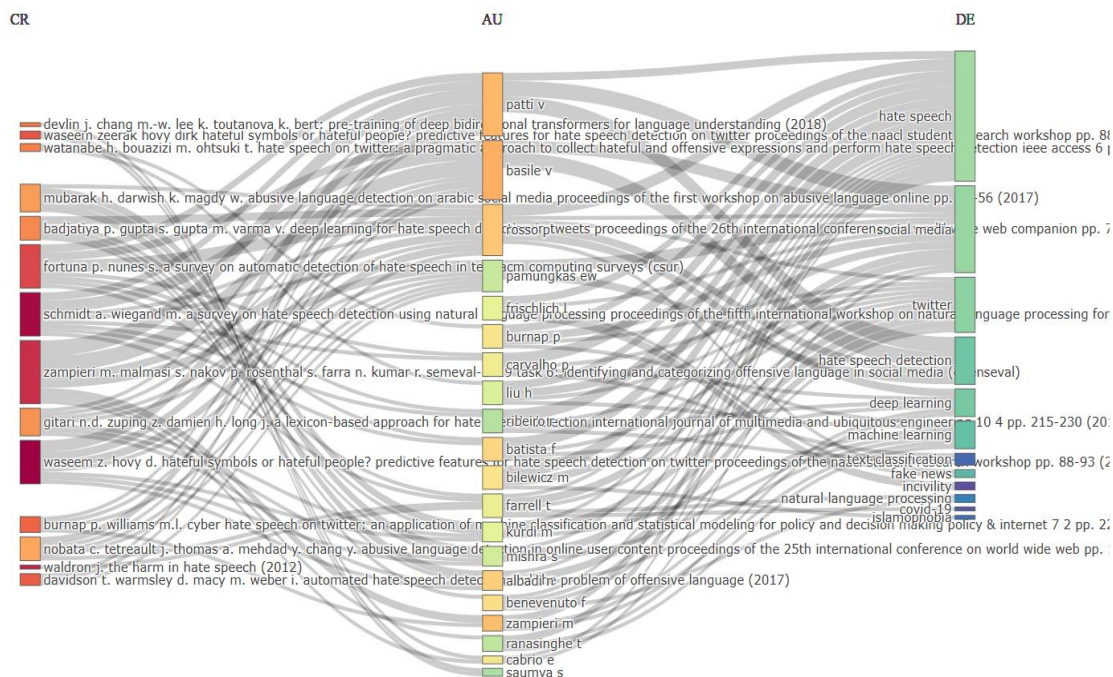 CR
AU
DE
devlin j. chang m.-w. lee k. toutanova k. bert: pre-training of deep bidirectional transformers for language understanding (2018)
waseem zeerak hovy dirk hateful symbols or hateful people? predictive features for hate speech detection on twitter proceedings of the naacl student research workshop pp. 88
watanabe h. bouazizi m. ohtsuki t. hate speech on twitter: a pragmatic approach to collect hateful and offensive expressions and perform hate speech detection ieee access 6 p
mubarak h. darwish k. magdy w. abusive language detection on arabic social media proceedings of the first workshop on abusive language online pp. -56 (2017)
badjatiya p. gupta s. gupta m. varma v. deep learning for hate speech tweets proceedings of the 26th international conference web companion pp. 7
fortuna p. nunes s. a survey on automatic detection of hate speech in acm computing surveys (csur)
schmidt a. wiegand m. a survey on hate speech detection using natural language processing proceedings of the fifth international workshop on natural language processing for
zampieri m. malmasi s. nakov p. rosenthal s. farra n. kumar r. task 6: identifying and categorizing offensive language in social media
gitari n.d. zuping z. damien h. long j. a lexicon-based approach for hate detection international journal of multimedia and ubiquitous engineering 10 4 pp. 215-230
waseem z. hovy d. hateful symbols or hateful people? predictive features for hate speech detection on twitter proceedings of the workshop pp. 88-93
burnap p. williams m.l. cyber hate speech on twitter: an application of machine classification and statistical modeling for policy and decision making policy & internet 7 2 pp. 22
nobata c. tetreault j. thomas a. mehdad y. chang y. abusive language detection in online user content proceedings of the 25th international conference on world wide web pp.
waldron j. the harm in hate speech (2012)
davidson t. warmsley d. macy m. weber i. automated hate speech problem of offensive language (2017)
patti v
basile v
pamungkas ew
frischlich l
burnap p
carvalho p
liu h
ribeiro r
batista f
bilewicz m
farrell t
kurdi m
mishra s
albadi n
benevenuto f
zampieri m
ranasinghe t
cabrio e
saumya s
hate speech
social media
twitter
hate speech detection
deep learning
machine learning
text classification
fake news
incivility
natural language processing
covid-19
islamophobia